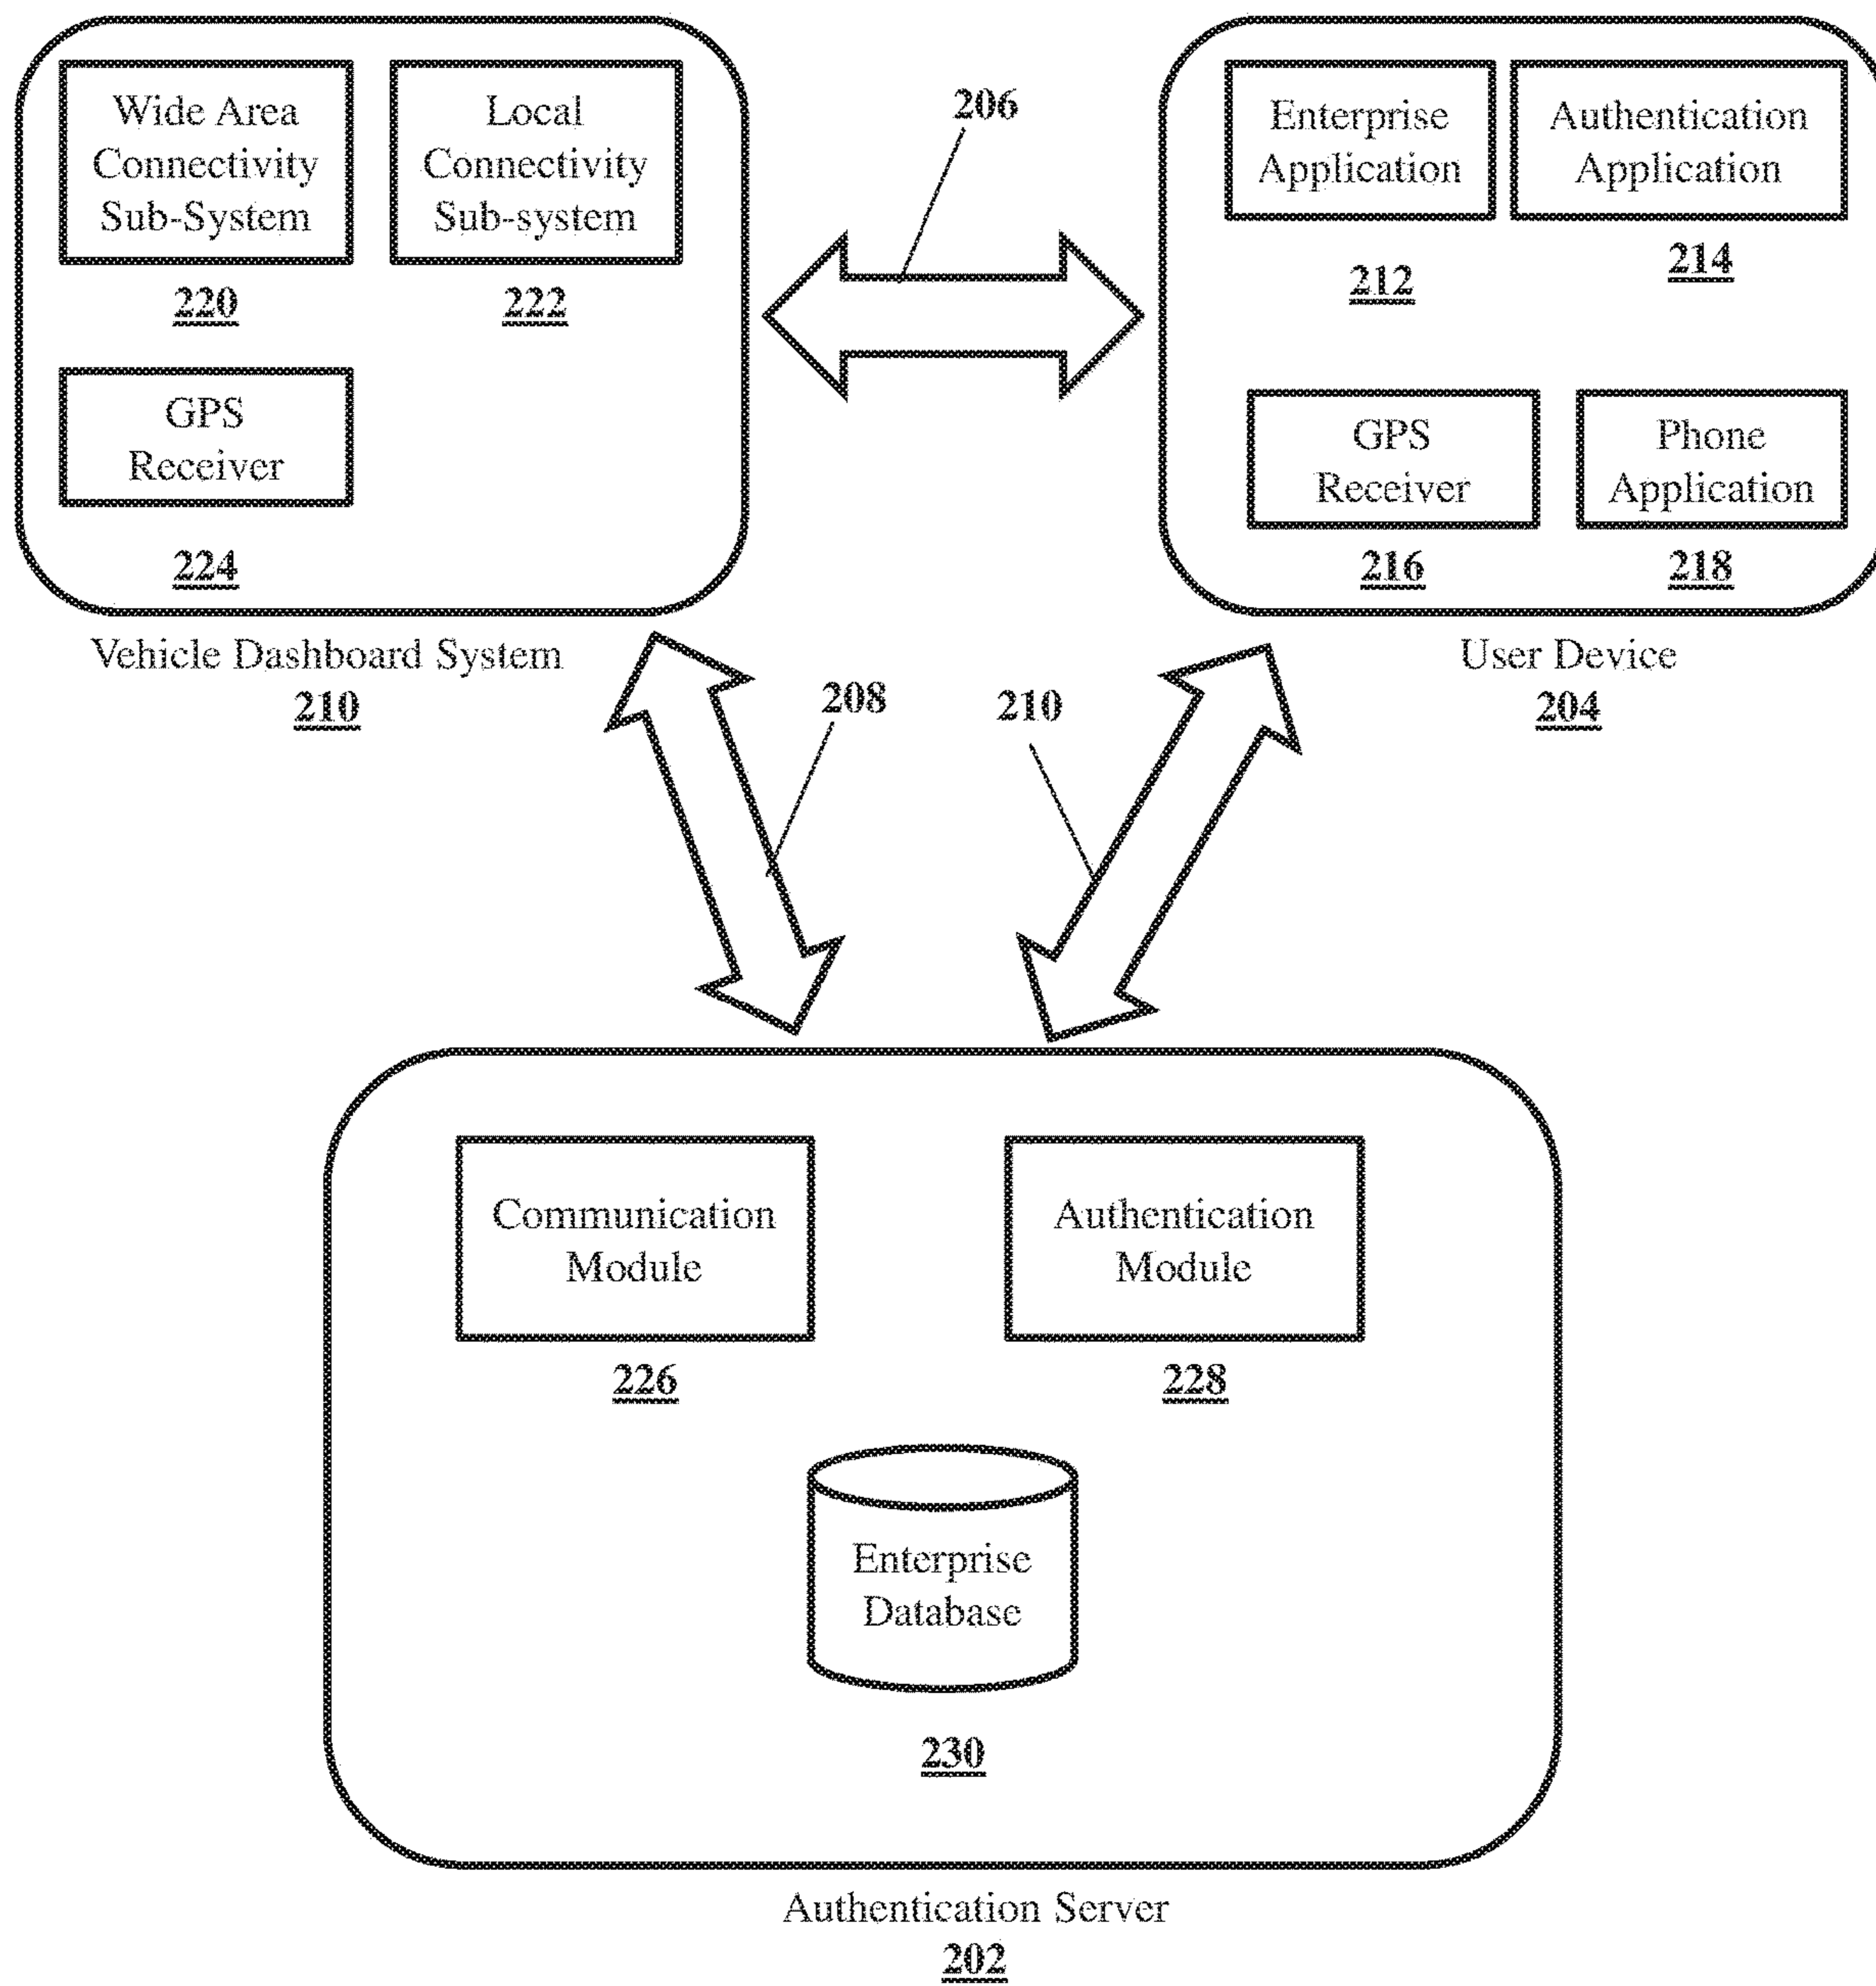 Wide Area
Connectivity
Sub-System
220
Local
Connectivity
Sub-system
222
GPS
Receiver
224
Vehicle Dashboard System
210
206
Enterprise
Application
212
Authentication
Application
214
GPS
Receiver
216
Phone
Application
218
User Device
204
208
210
Communication
Module
226
Authentication
Module
228
Enterprise
Database
230
Authentication Server
202